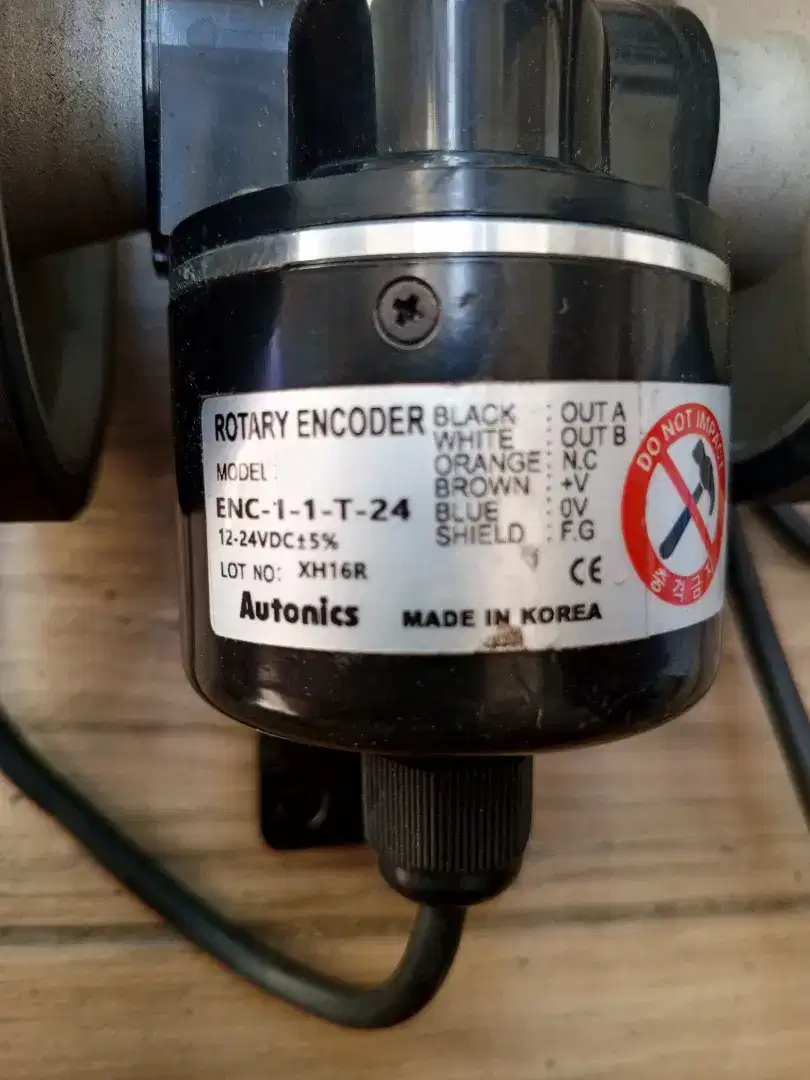 ROTARY ENCODER
MODEL :
ENC-1-1-T-24
12-24VDC±5%
LOT NO: XH16R
Autonics
BLACK : OUT A
WHITE : OUT B
ORANGE : N.C
BROWN : +V
BLUE : 0V
SHIELD : F.G
CE
MADE IN KOREA
DO NOT IMPACT